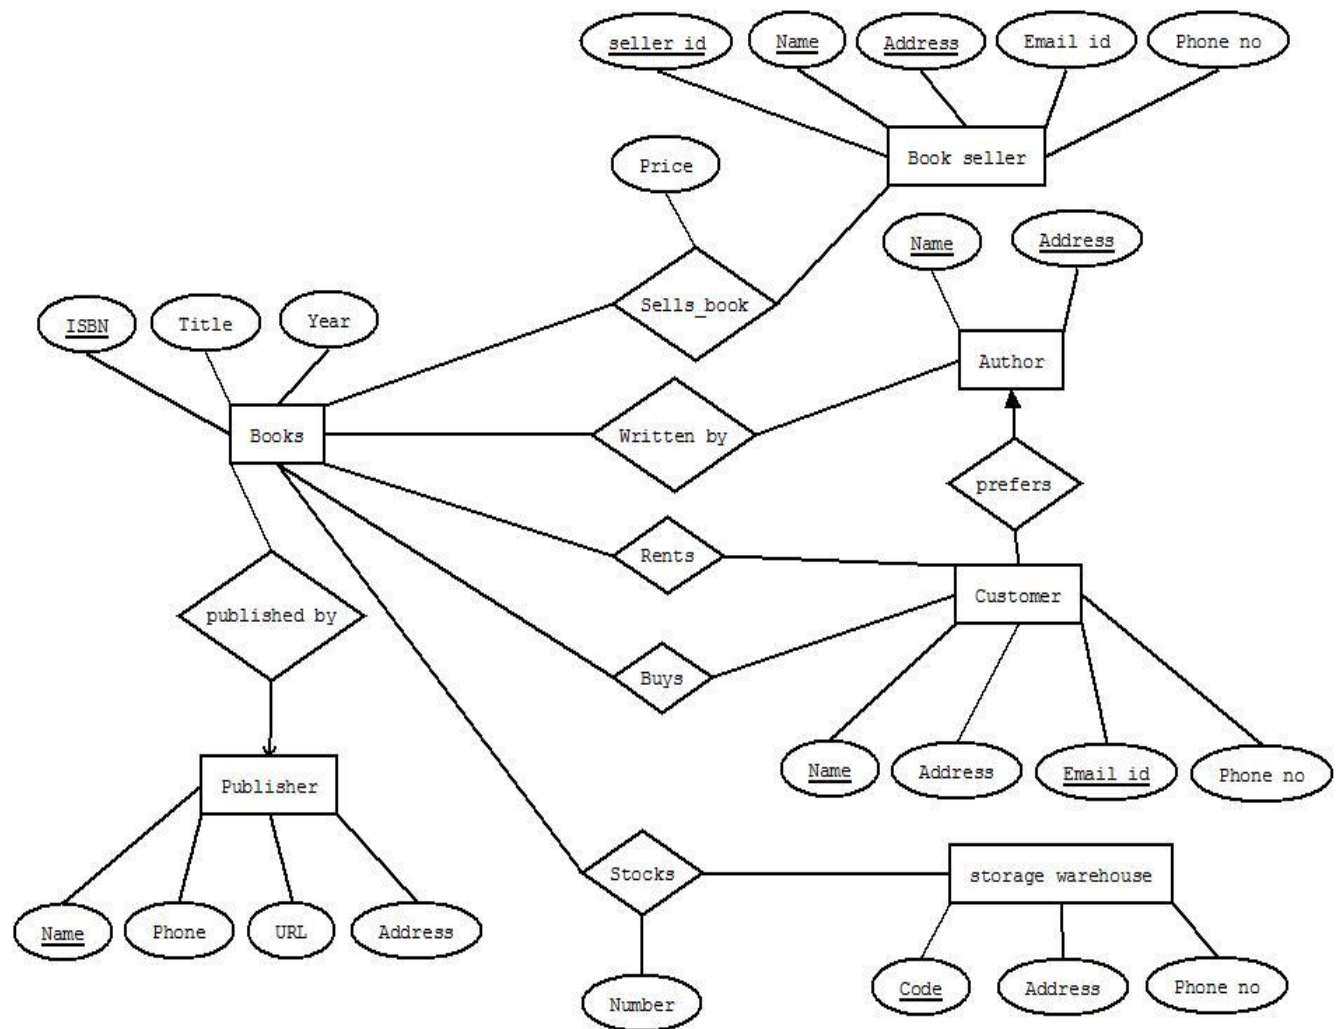 seller id
Name
Address
Email id
Phone no
Book seller
Price
Name
Address
Sells_book
ISBN
Title
Year
Author
Books
Written by
prefers
Rents
Customer
published by
Buys
Name
Address
Email id
Phone no
Publisher
Stocks
storage warehouse
Name
Phone
URL
Address
Code
Address
Phone no
Number